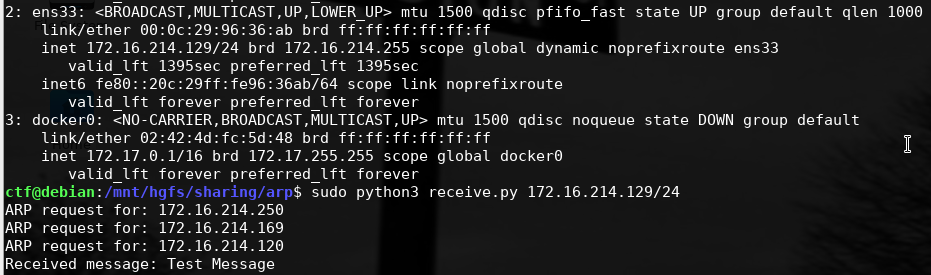 2: ens33: <BROADCAST,MULTICAST,UP,LOWER_UP> mtu 1500 qdisc pfifo_fast state UP group default qlen 1000
    link/ether 00:0c:29:96:36:ab brd ff:ff:ff:ff:ff:ff
    inet 172.16.214.129/24 brd 172.16.214.255 scope global dynamic noprefixroute ens33
       valid_lft 1395sec preferred_lft 1395sec
    inet6 fe80::20c:29ff:fe96:36ab/64 scope link noprefixroute
       valid_lft forever preferred_lft forever
3: docker0: <NO-CARRIER,BROADCAST,MULTICAST,UP> mtu 1500 qdisc noqueue state DOWN group default
    link/ether 02:42:4d:fc:5d:48 brd ff:ff:ff:ff:ff:ff
    inet 172.17.0.1/16 brd 172.17.255.255 scope global docker0
       valid_lft forever preferred_lft forever
ctf@debian:/mnt/hgfs/sharing/arp$ sudo python3 receive.py 172.16.214.129/24
ARP request for: 172.16.214.250
ARP request for: 172.16.214.169
ARP request for: 172.16.214.120
Received message: Test Message